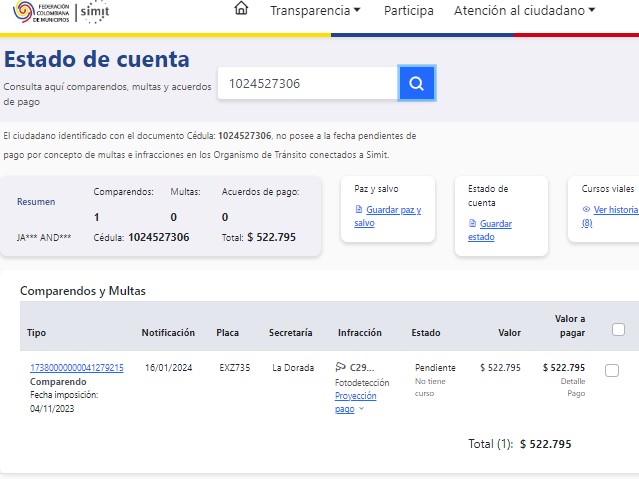 FEDERACIÓN
COLOMBIANA
DE MUNICIPIOS
simit
Transparencia
Participa
Atención al ciudadano
Estado de cuenta
Consulta aquí comparendos, multas y acuerdos
de pago
1024527306
El ciudadano identificado con el documento Cédula: 1024527306, no posee a la fecha pendientes de
pago por concepto de multas e infracciones en los Organismo de Tránsito conectados a Simit.
Resumen
JA*** AND***
Comparendos: Multas: Acuerdos de pago:
1 0 0
Cédula: 1024527306 Total: $ 522.795
Paz y salvo
Guardar paz y
salvo
Estado de
cuenta
Guardar
estado
Cursos viales
Ver historia
(8)
Comparendos y Multas
Tipo Notificación Placa Secretaría Infracción Estado Valor Valor a
pagar
17380000000041279215 16/01/2024 EXZ735 La Dorada C29... Pendiente $ 522.795 $ 522.795
Comparendo Fotodetección No tiene Detalle
Fecha imposición: Proyección curso Pago
04/11/2023 pago
Total (1): $ 522.795